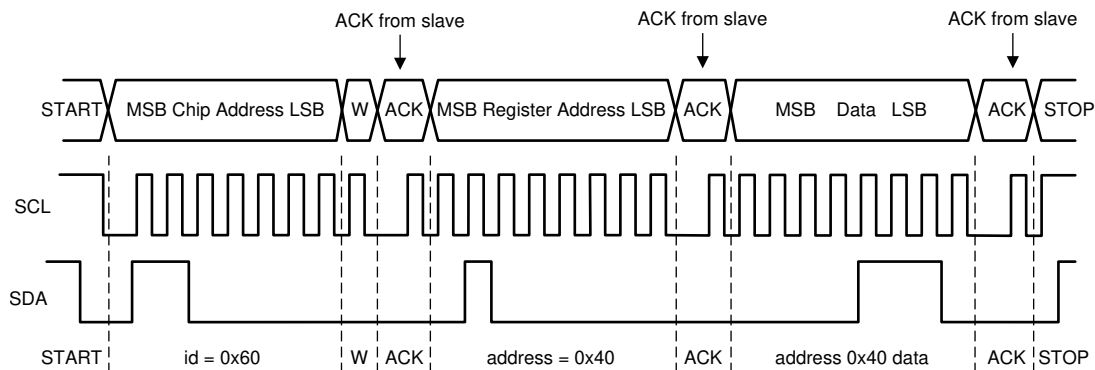 ACK from slave ACK from slave ACK from slave
START MSB Chip Address LSB W ACK MSB Register Address LSB ACK MSB Data LSB ACK STOP
SCL
SDA
START id = 0x60 W ACK address = 0x40 ACK address 0x40 data ACK STOP